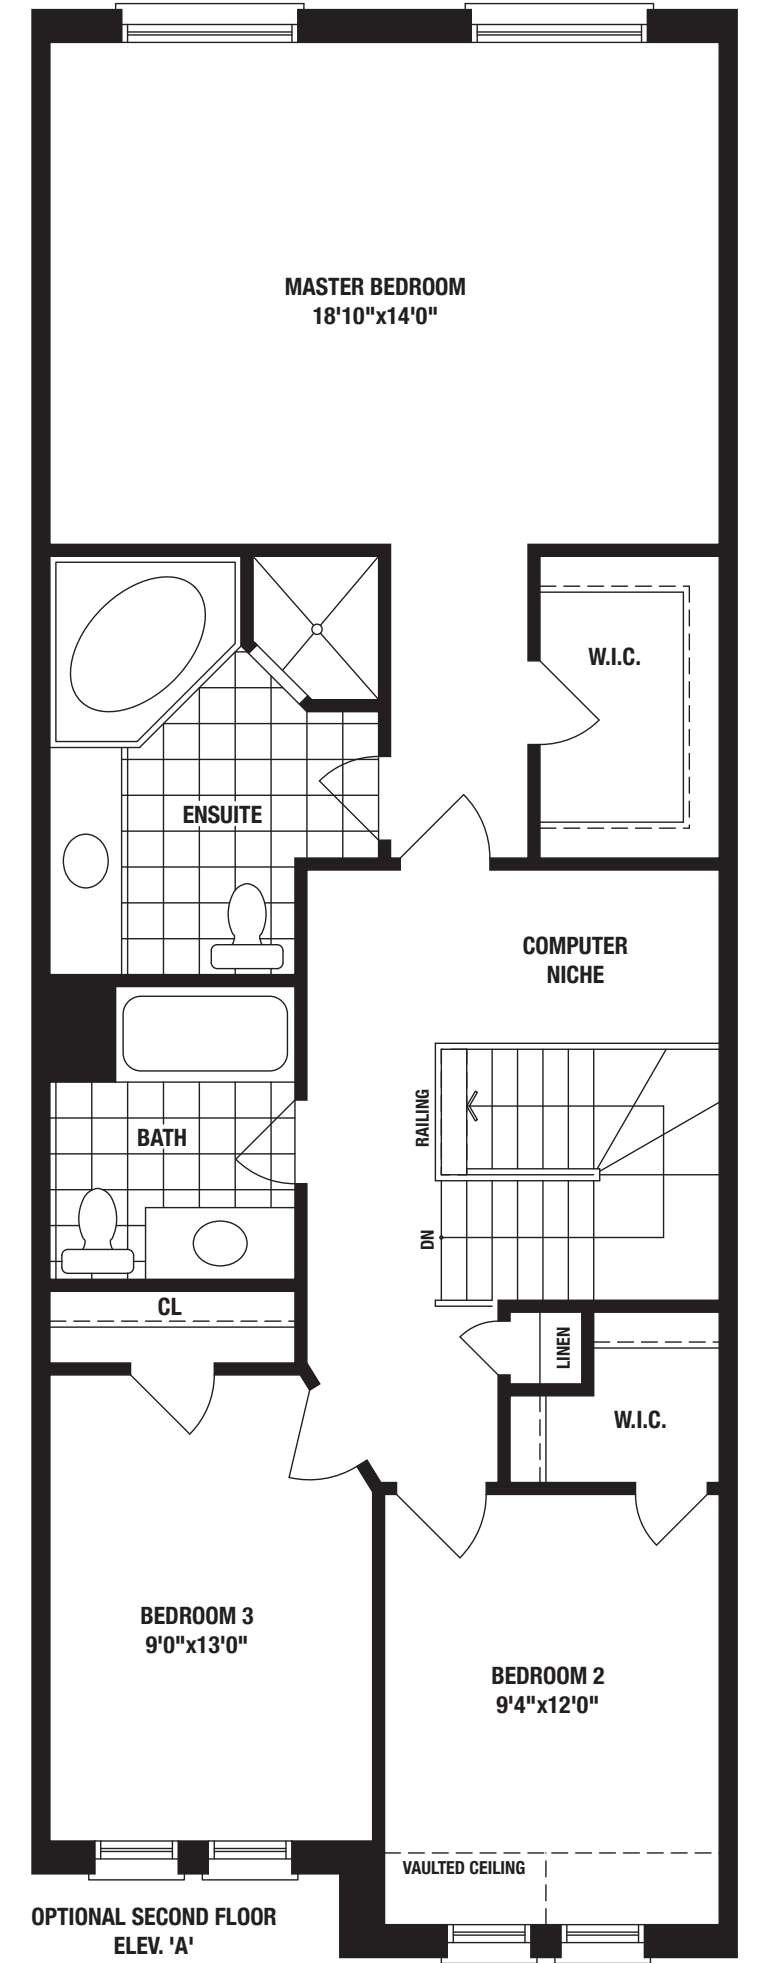 MASTER BEDROOM
18'10"x14'0"
W.I.C.
ENSUITE
COMPUTER
NICHE
RAILING
BATH
DN
CL
LINEN
W.I.C.
BEDROOM 3
9'0"x13'0"
BEDROOM 2
9'4"x12'0"
VAULTED CEILING
OPTIONAL SECOND FLOOR
ELEV. 'A'